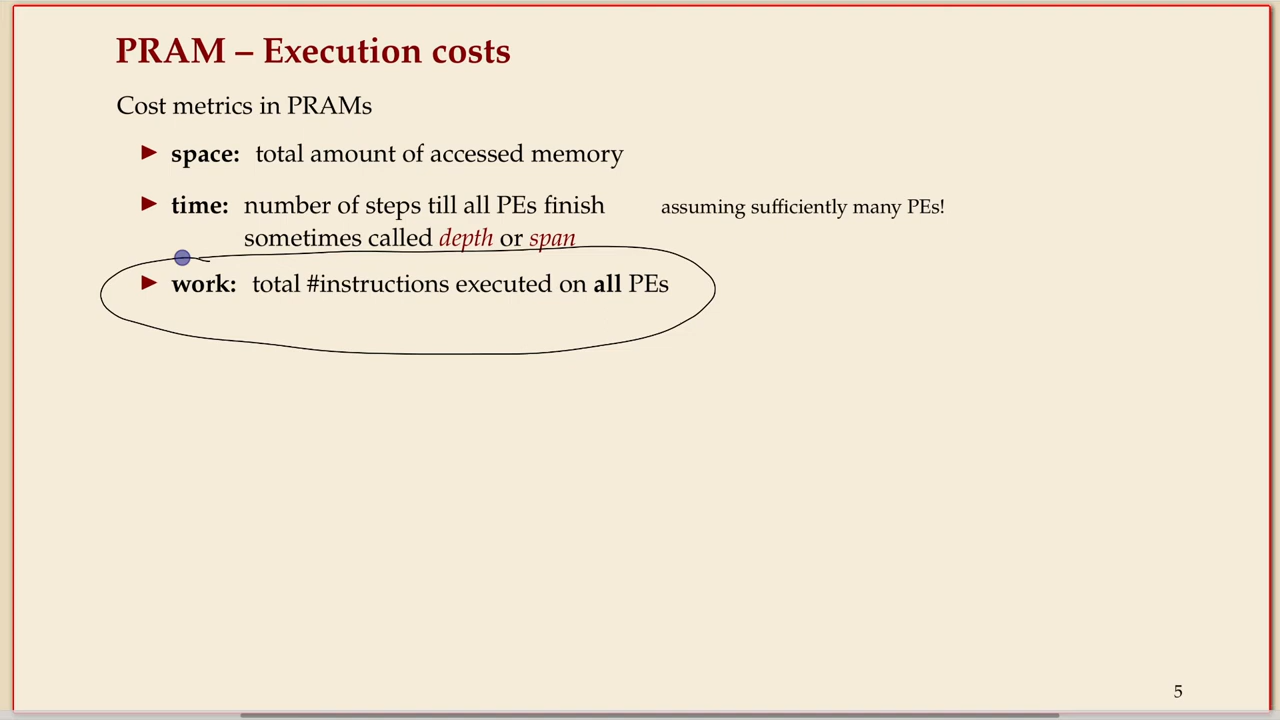 PRAM – Execution costs
Cost metrics in PRAMs
▶ space: total amount of accessed memory
▶ time: number of steps till all PEs finish assuming sufficiently many PEs!
sometimes called depth or span
▶ work: total #instructions executed on all PEs
5